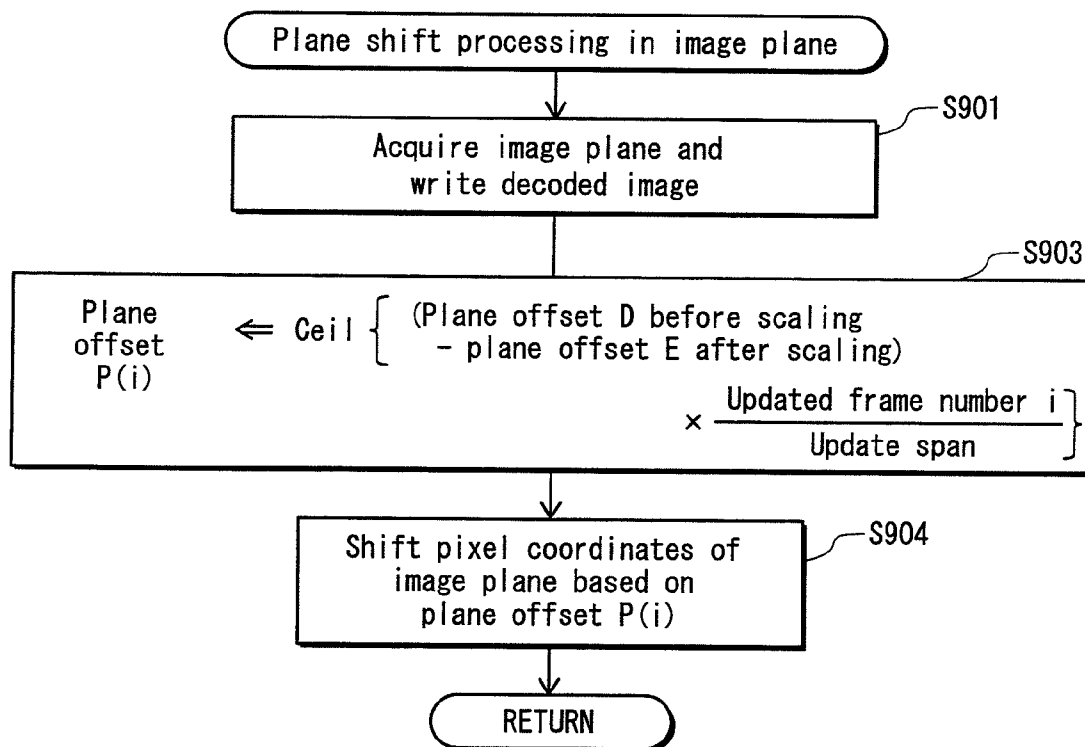 Plane shift processing in image plane
S901
Acquire image plane and
write decoded image
S903
Plane
offset
P(i)
⇐ Ceil { (Plane offset D before scaling
- plane offset E after scaling)
× Updated frame number i }
Update span
S904
Shift pixel coordinates of
image plane based on
plane offset P(i)
RETURN